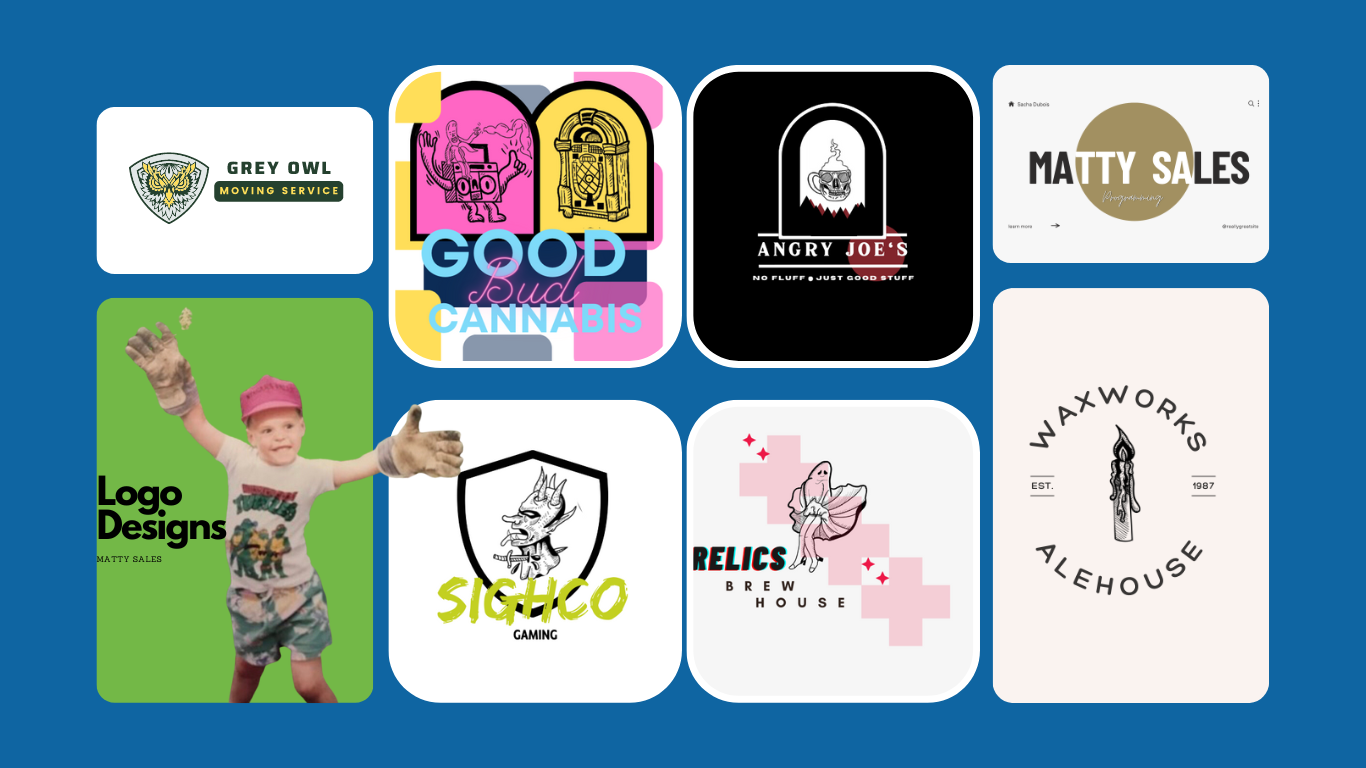 GREY OWL
MOVING SERVICE
GOOD
Bud
CANNABIS
ANGRY JOE'S
NO FLUFF JUST GOOD STUFF
Sacha Dubois
MATTY SALES
Programming
learn more
@reallygreatsite
Logo
Designs
MATTY SALES
SIGHCO
GAMING
RELICS
BREW
HOUSE
WAXWORKS
EST.
1987
ALEHOUSE